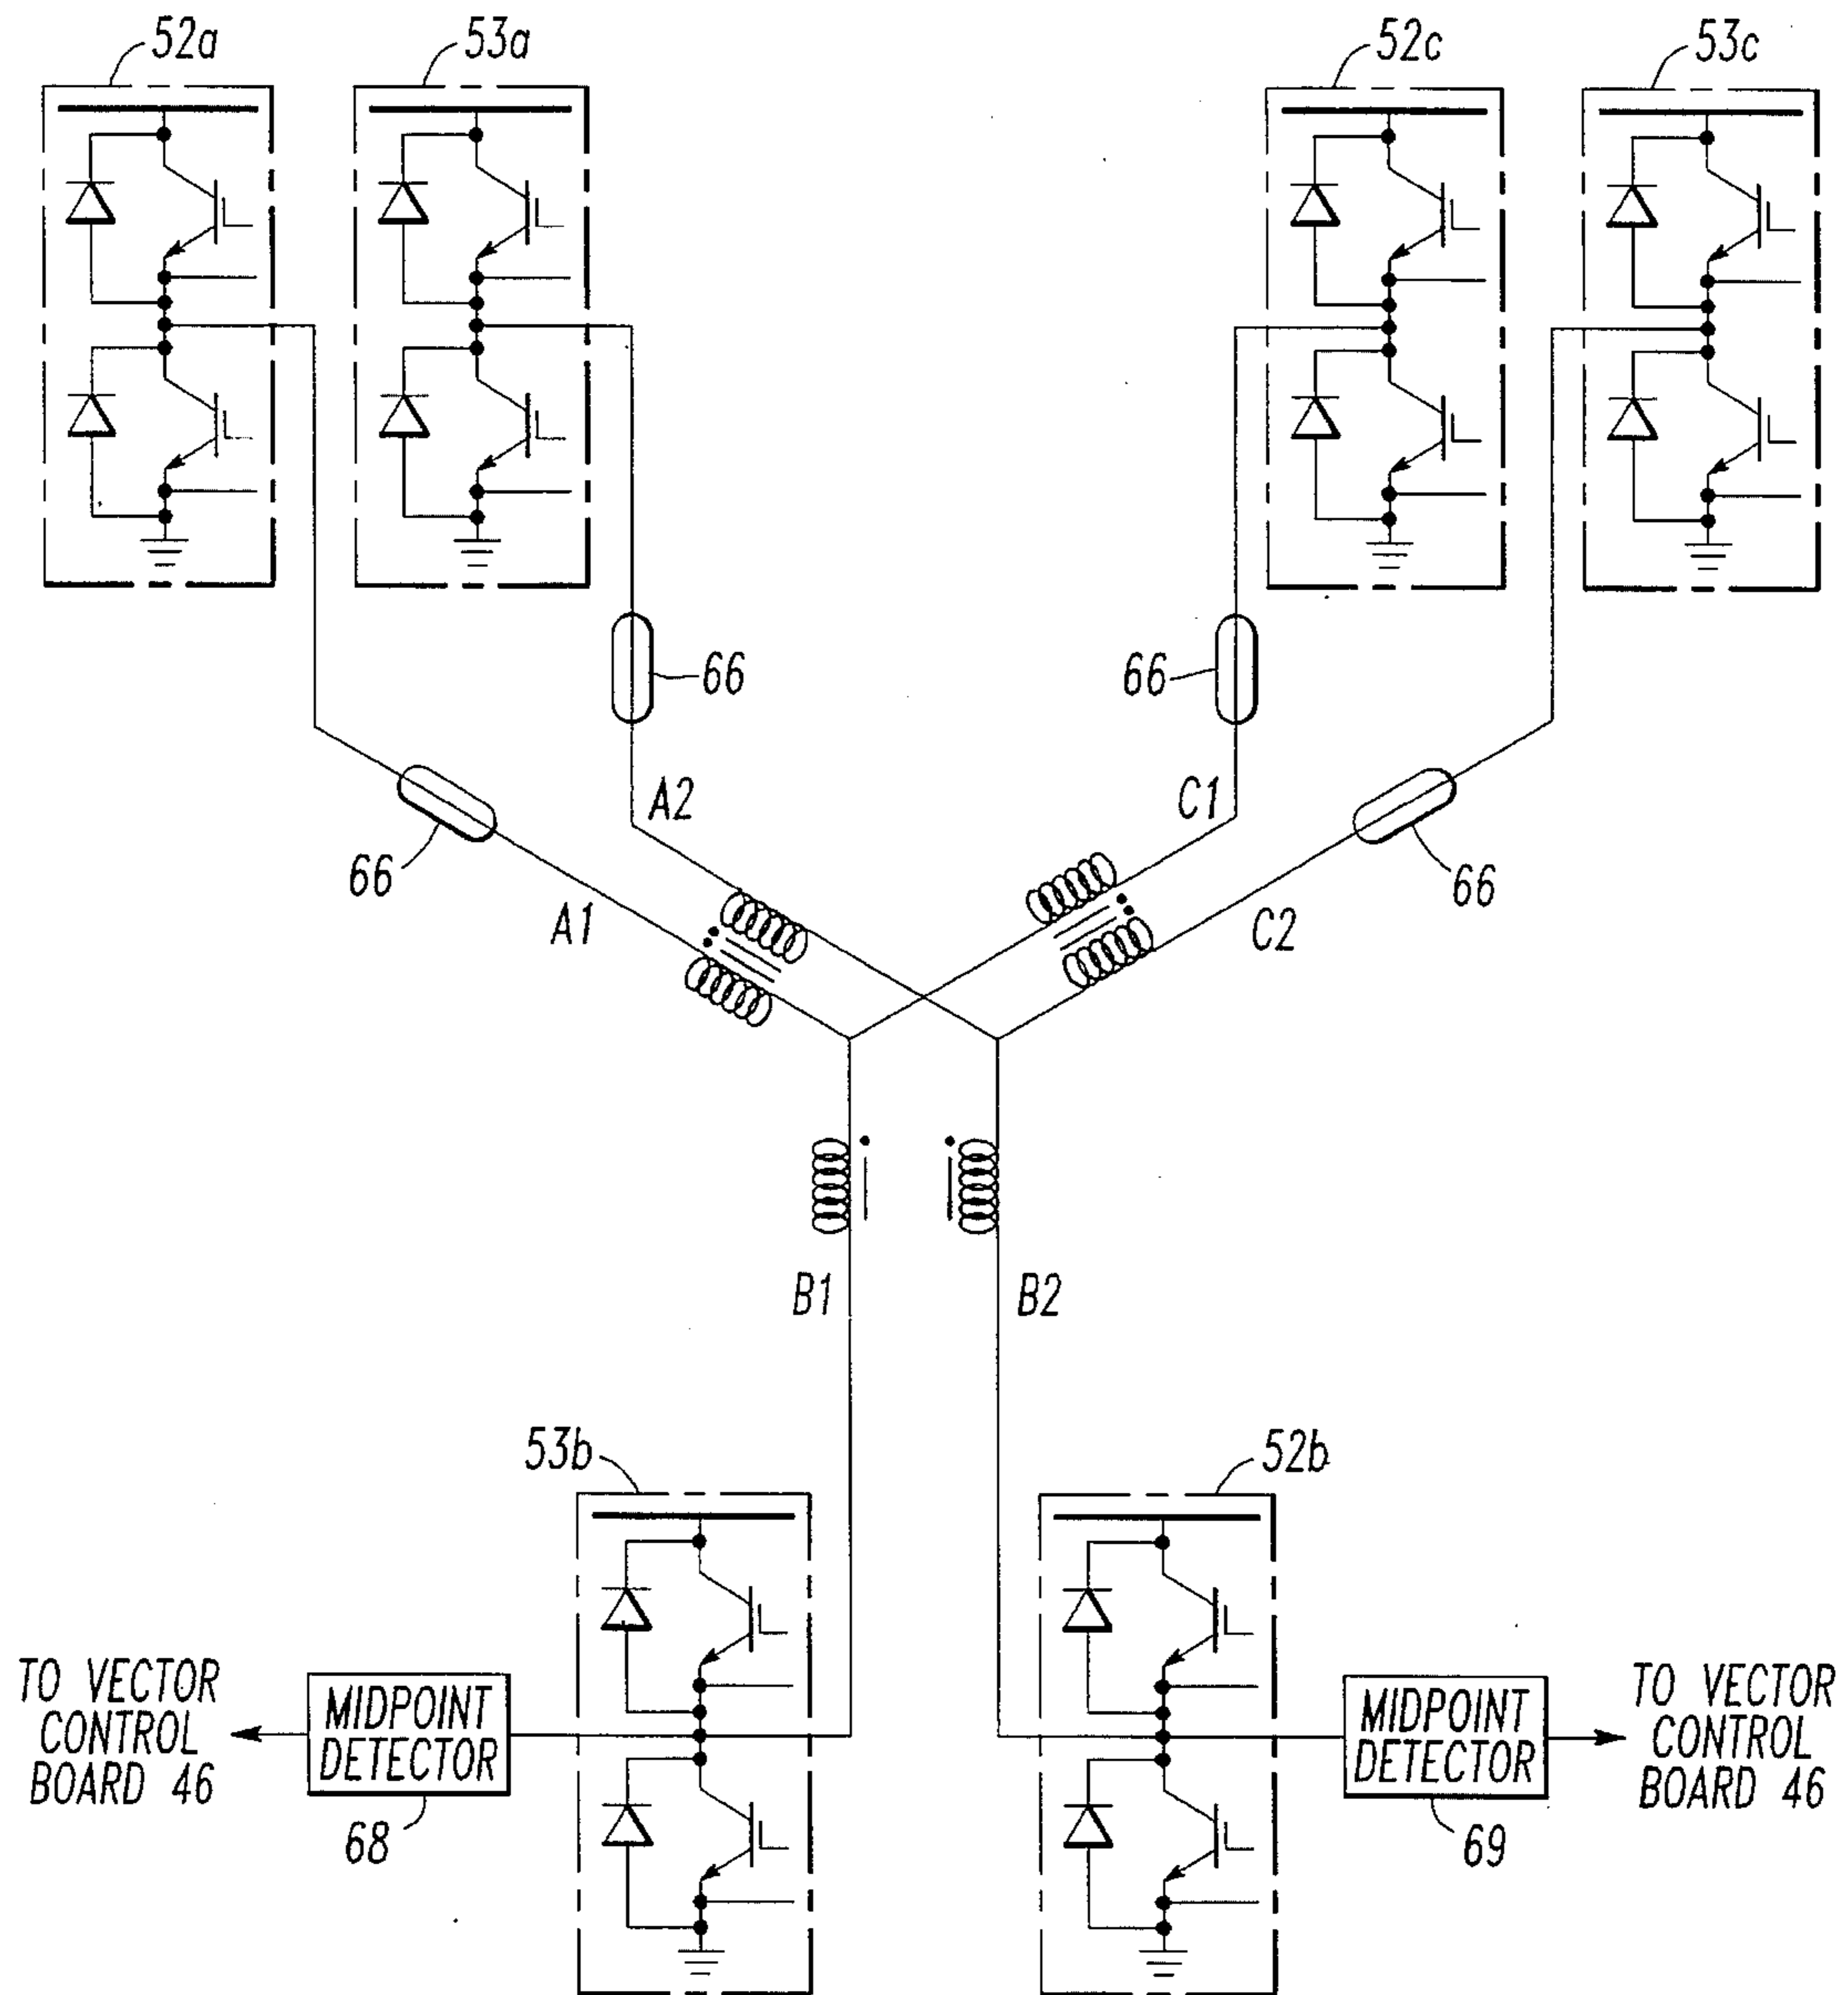 52a
53a
52c
53c
66
66
A2
C1
66
66
A1
C2
B1
B2
53b
52b
TO VECTOR
CONTROL
BOARD 46
MIDPOINT
DETECTOR
68
MIDPOINT
DETECTOR
69
TO VECTOR
CONTROL
BOARD 46